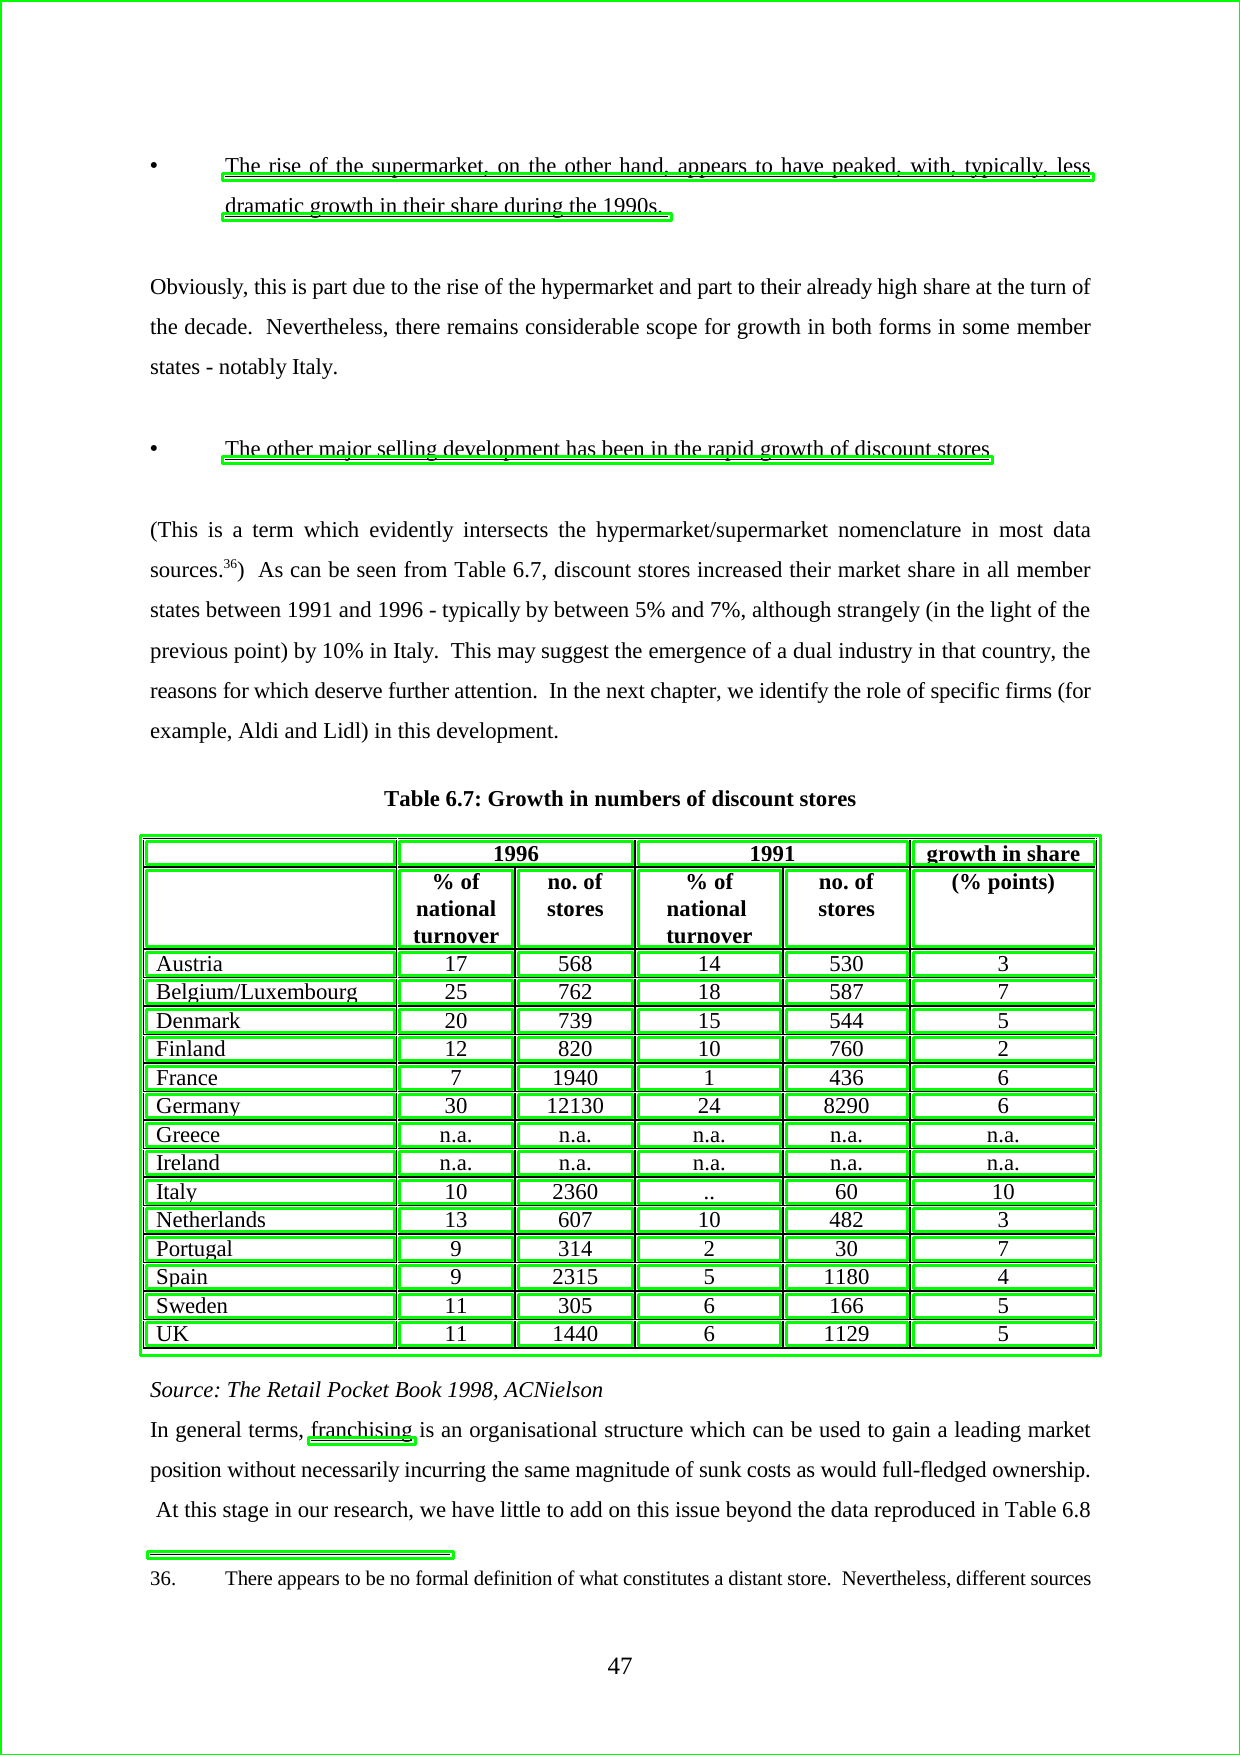 • The rise of the supermarket, on the other hand, appears to have peaked, with, typically, less
dramatic growth in their share during the 1990s.
Obviously, this is part due to the rise of the hypermarket and part to their already high share at the turn of
the decade. Nevertheless, there remains considerable scope for growth in both forms in some member
states - notably Italy.
• The other major selling development has been in the rapid growth of discount stores
(This is a term which evidently intersects the hypermarket/supermarket nomenclature in most data
sources.36) As can be seen from Table 6.7, discount stores increased their market share in all member
states between 1991 and 1996 - typically by between 5% and 7%, although strangely (in the light of the
previous point) by 10% in Italy. This may suggest the emergence of a dual industry in that country, the
reasons for which deserve further attention. In the next chapter, we identify the role of specific firms (for
example, Aldi and Lidl) in this development.
Table 6.7: Growth in numbers of discount stores
1996 1991 growth in share
% of no. of % of no. of (% points)
national stores national stores
turnover turnover
Austria 17 568 14 530 3
Belgium/Luxembourg 25 762 18 587 7
Denmark 20 739 15 544 5
Finland 12 820 10 760 2
France 7 1940 1 436 6
Germany 30 12130 24 8290 6
Greece n.a. n.a. n.a. n.a. n.a.
Ireland n.a. n.a. n.a. n.a. n.a.
Italy 10 2360 .. 60 10
Netherlands 13 607 10 482 3
Portugal 9 314 2 30 7
Spain 9 2315 5 1180 4
Sweden 11 305 6 166 5
UK 11 1440 6 1129 5
Source: The Retail Pocket Book 1998, ACNielson
In general terms, franchising is an organisational structure which can be used to gain a leading market
position without necessarily incurring the same magnitude of sunk costs as would full-fledged ownership.
At this stage in our research, we have little to add on this issue beyond the data reproduced in Table 6.8
36. There appears to be no formal definition of what constitutes a distant store. Nevertheless, different sources
47